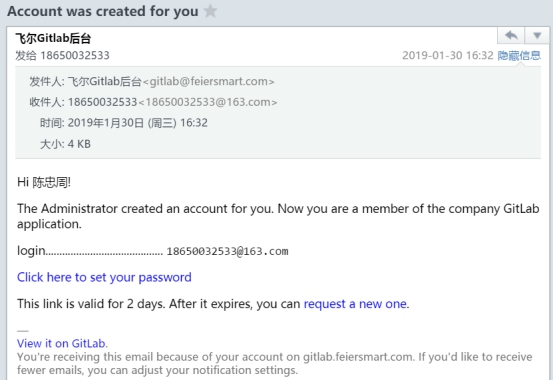 Account was created for you
飞尔Gitlab后台
发给 18650032533
2019-01-30 16:32 隐藏信息
发件人: 飞尔Gitlab后台<gitlab@feiersmart.com>
收件人: 18650032533<18650032533@163.com>
时间: 2019年1月30日 (周三) 16:32
大小: 4 KB
Hi 陈忠周!
The Administrator created an account for you. Now you are a member of the company GitLab
application.
login.......................................... 18650032533@163.com
Click here to set your password
This link is valid for 2 days. After it expires, you can request a new one.
—
View it on GitLab.
You're receiving this email because of your account on gitlab.feiersmart.com. If you'd like to receive
fewer emails, you can adjust your notification settings.